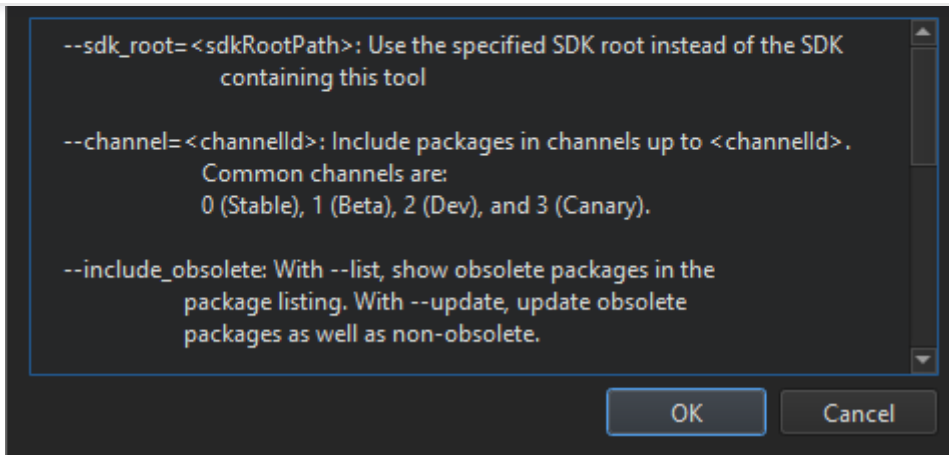 --sdk_root=<sdkRootPath>: Use the specified SDK root instead of the SDK
containing this tool
--channel=<channelId>: Include packages in channels up to <channelId>.
Common channels are:
0 (Stable), 1 (Beta), 2 (Dev), and 3 (Canary).
--include_obsolete: With --list, show obsolete packages in the
package listing. With --update, update obsolete
packages as well as non-obsolete.
OK
Cancel